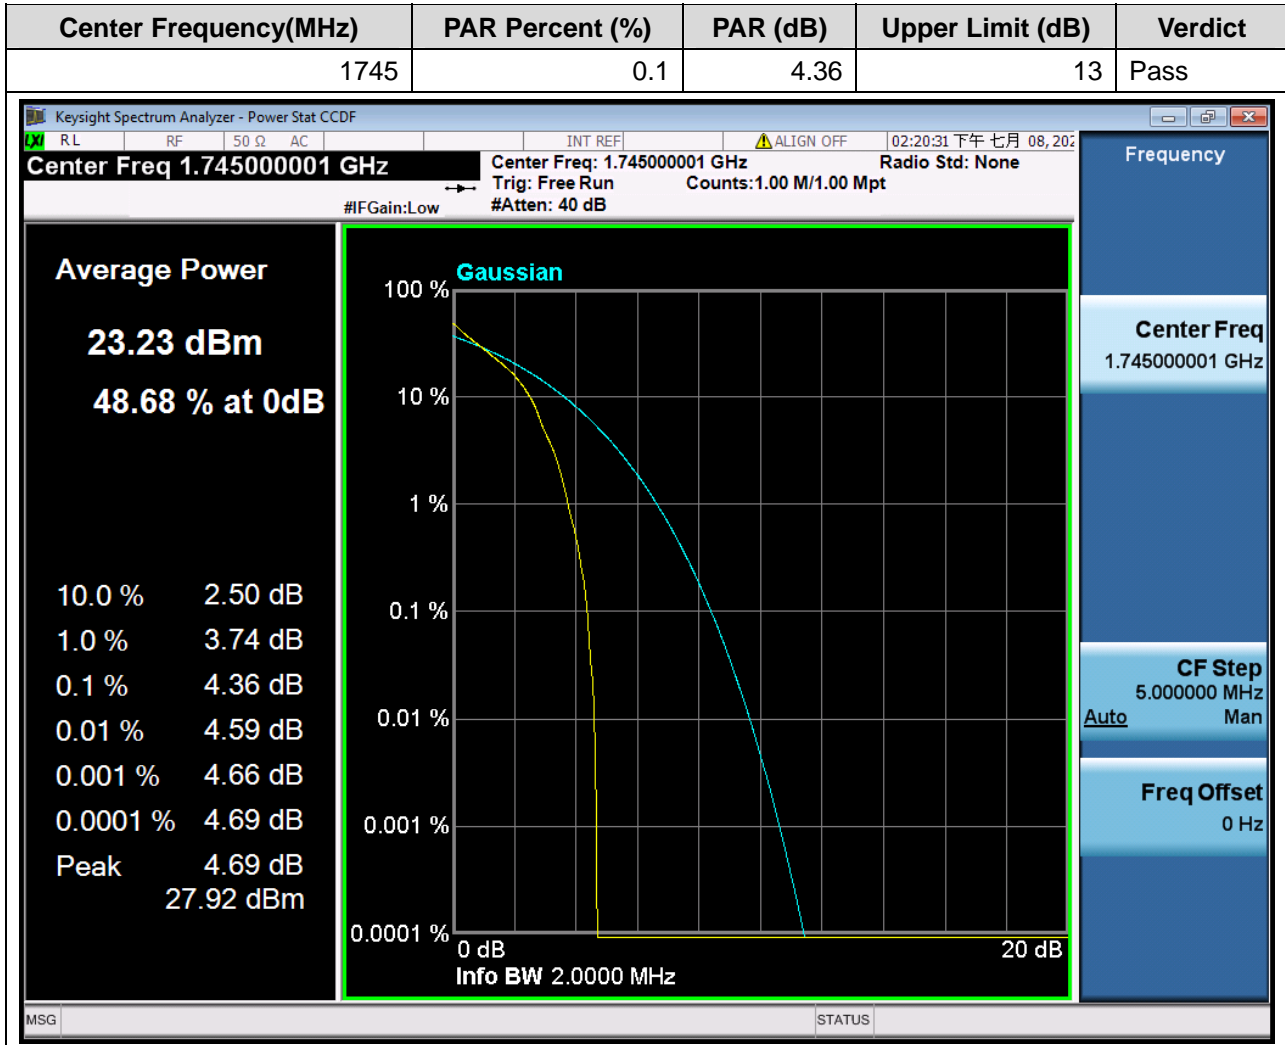 Center Frequency(MHz) PAR Percent (%) PAR (dB) Upper Limit (dB) Verdict
1745 0.1 4.36 13 Pass
Keysight Spectrum Analyzer - Power Stat CCDF
LXI RL RF 50 Ω AC INT REF ALIGN OFF 02:20:31 下午 七月 08, 202
Center Freq 1.745000001 GHz
Center Freq: 1.745000001 GHz Radio Std: None
Trig: Free Run Counts:1.00 M/1.00 Mpt
#IFGain:Low #Atten: 40 dB
Frequency
Average Power
23.23 dBm
48.68 % at 0dB
10.0 % 2.50 dB
1.0 % 3.74 dB
0.1 % 4.36 dB
0.01 % 4.59 dB
0.001 % 4.66 dB
0.0001 % 4.69 dB
Peak 4.69 dB
27.92 dBm
Gaussian
100 %
10 %
1 %
0.1 %
0.01 %
0.001 %
0.0001 %
0 dB 20 dB
Info BW 2.0000 MHz
Center Freq
1.745000001 GHz
CF Step
5.000000 MHz
Auto Man
Freq Offset
0 Hz
MSG STATUS